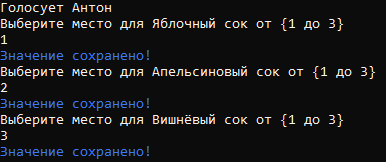 Голосует Антон
Выберите место для Яблочный сок от {1 до 3}
1
Значение сохранено!
Выберите место для Апельсиновый сок от {1 до 3}
2
Значение сохранено!
Выберите место для Вишнёвый сок от {1 до 3}
3
Значение сохранено!